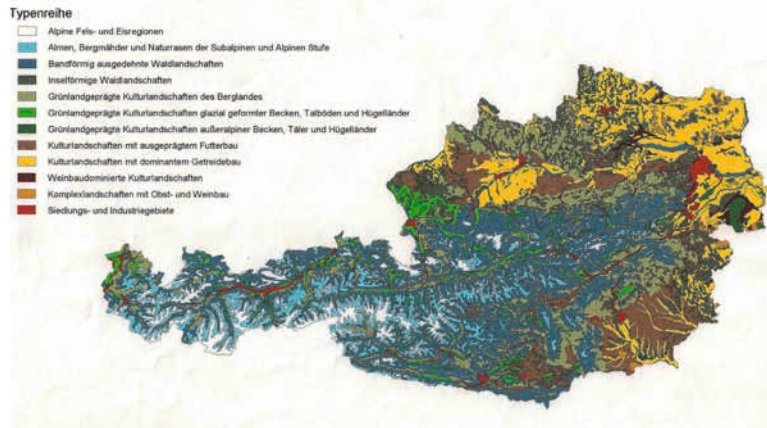 Typenreihe
Alpine Fels- und Eisregionen
Almen, Bergmähder und Naturrasen der Subalpinen und Alpinen Stufe
Bandförmig ausgedehnte Waldlandschaften
Inselförmige Waldlandschaften
Grünlandgeprägte Kulturlandschaften des Berglandes
Grünlandgeprägte Kulturlandschaften glazial geformter Becken, Talböden und Hügelländer
Grünlandgeprägte Kulturlandschaften außeralpiner Becken, Täler und Hügelländer
Kulturlandschaften mit ausgeprägtem Futterbau
Kulturlandschaften mit dominantem Getreidebau
Weinbaudominierte Kulturlandschaften
Komplexlandschaften mit Obst- und Weinbau
Siedlungs- und Industriegebiete